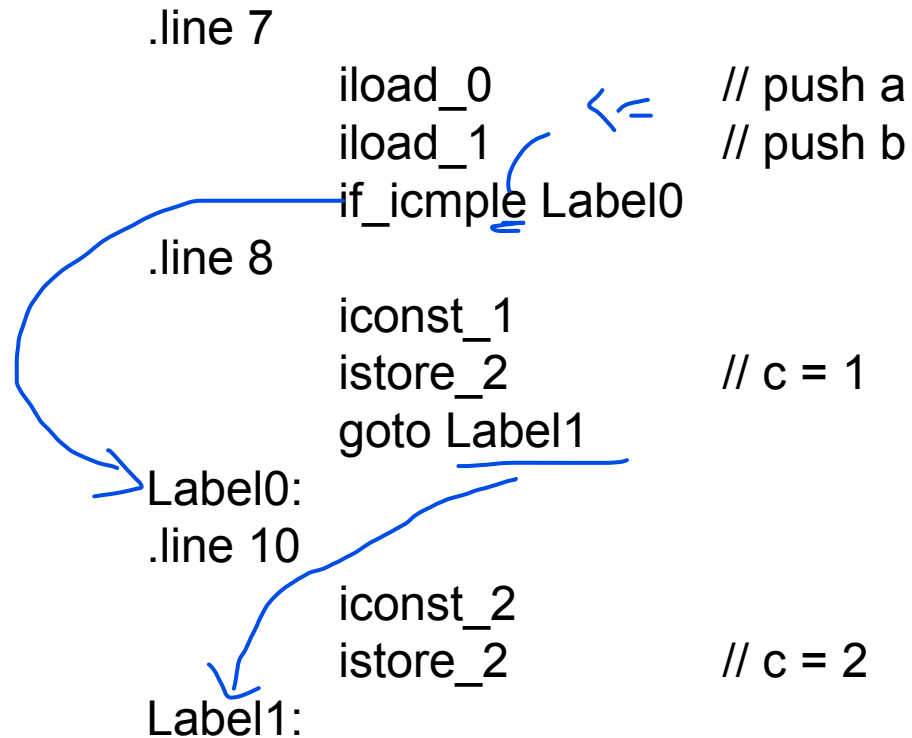 .line 7
iload_0 <= // push a
iload_1 // push b
if_icmple Label0
.line 8
iconst_1
istore_2 // c = 1
goto Label1
Label0:
.line 10
iconst_2
istore_2 // c = 2
Label1: